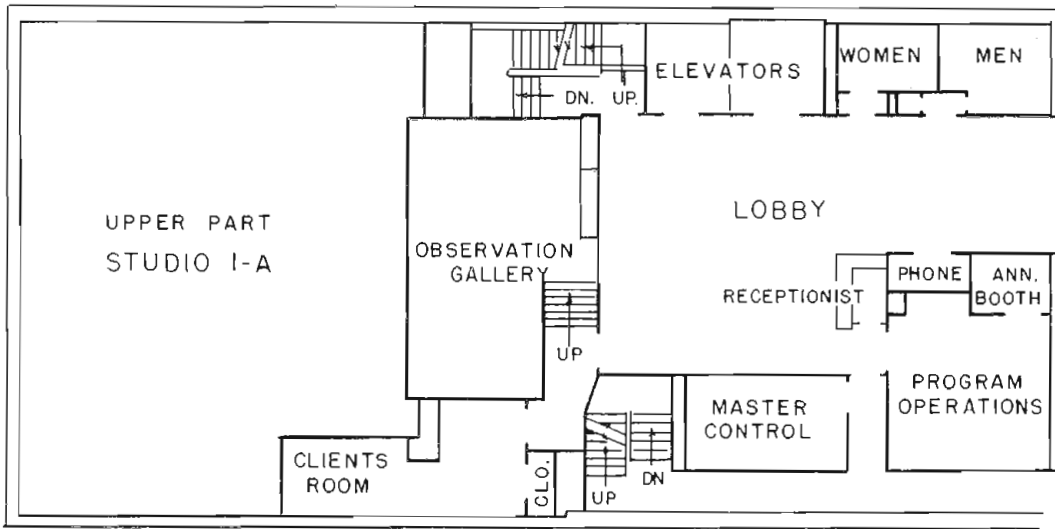 WOMEN
MEN
ELEVATORS
DN.
UP.
UPPER PART
STUDIO 1-A
LOBBY
OBSERVATION
GALLERY
PHONE
ANN.
BOOTH
RECEPTIONIST
UP
PROGRAM
OPERATIONS
MASTER
CONTROL
CLIENTS
ROOM
CLO.
UP
DN